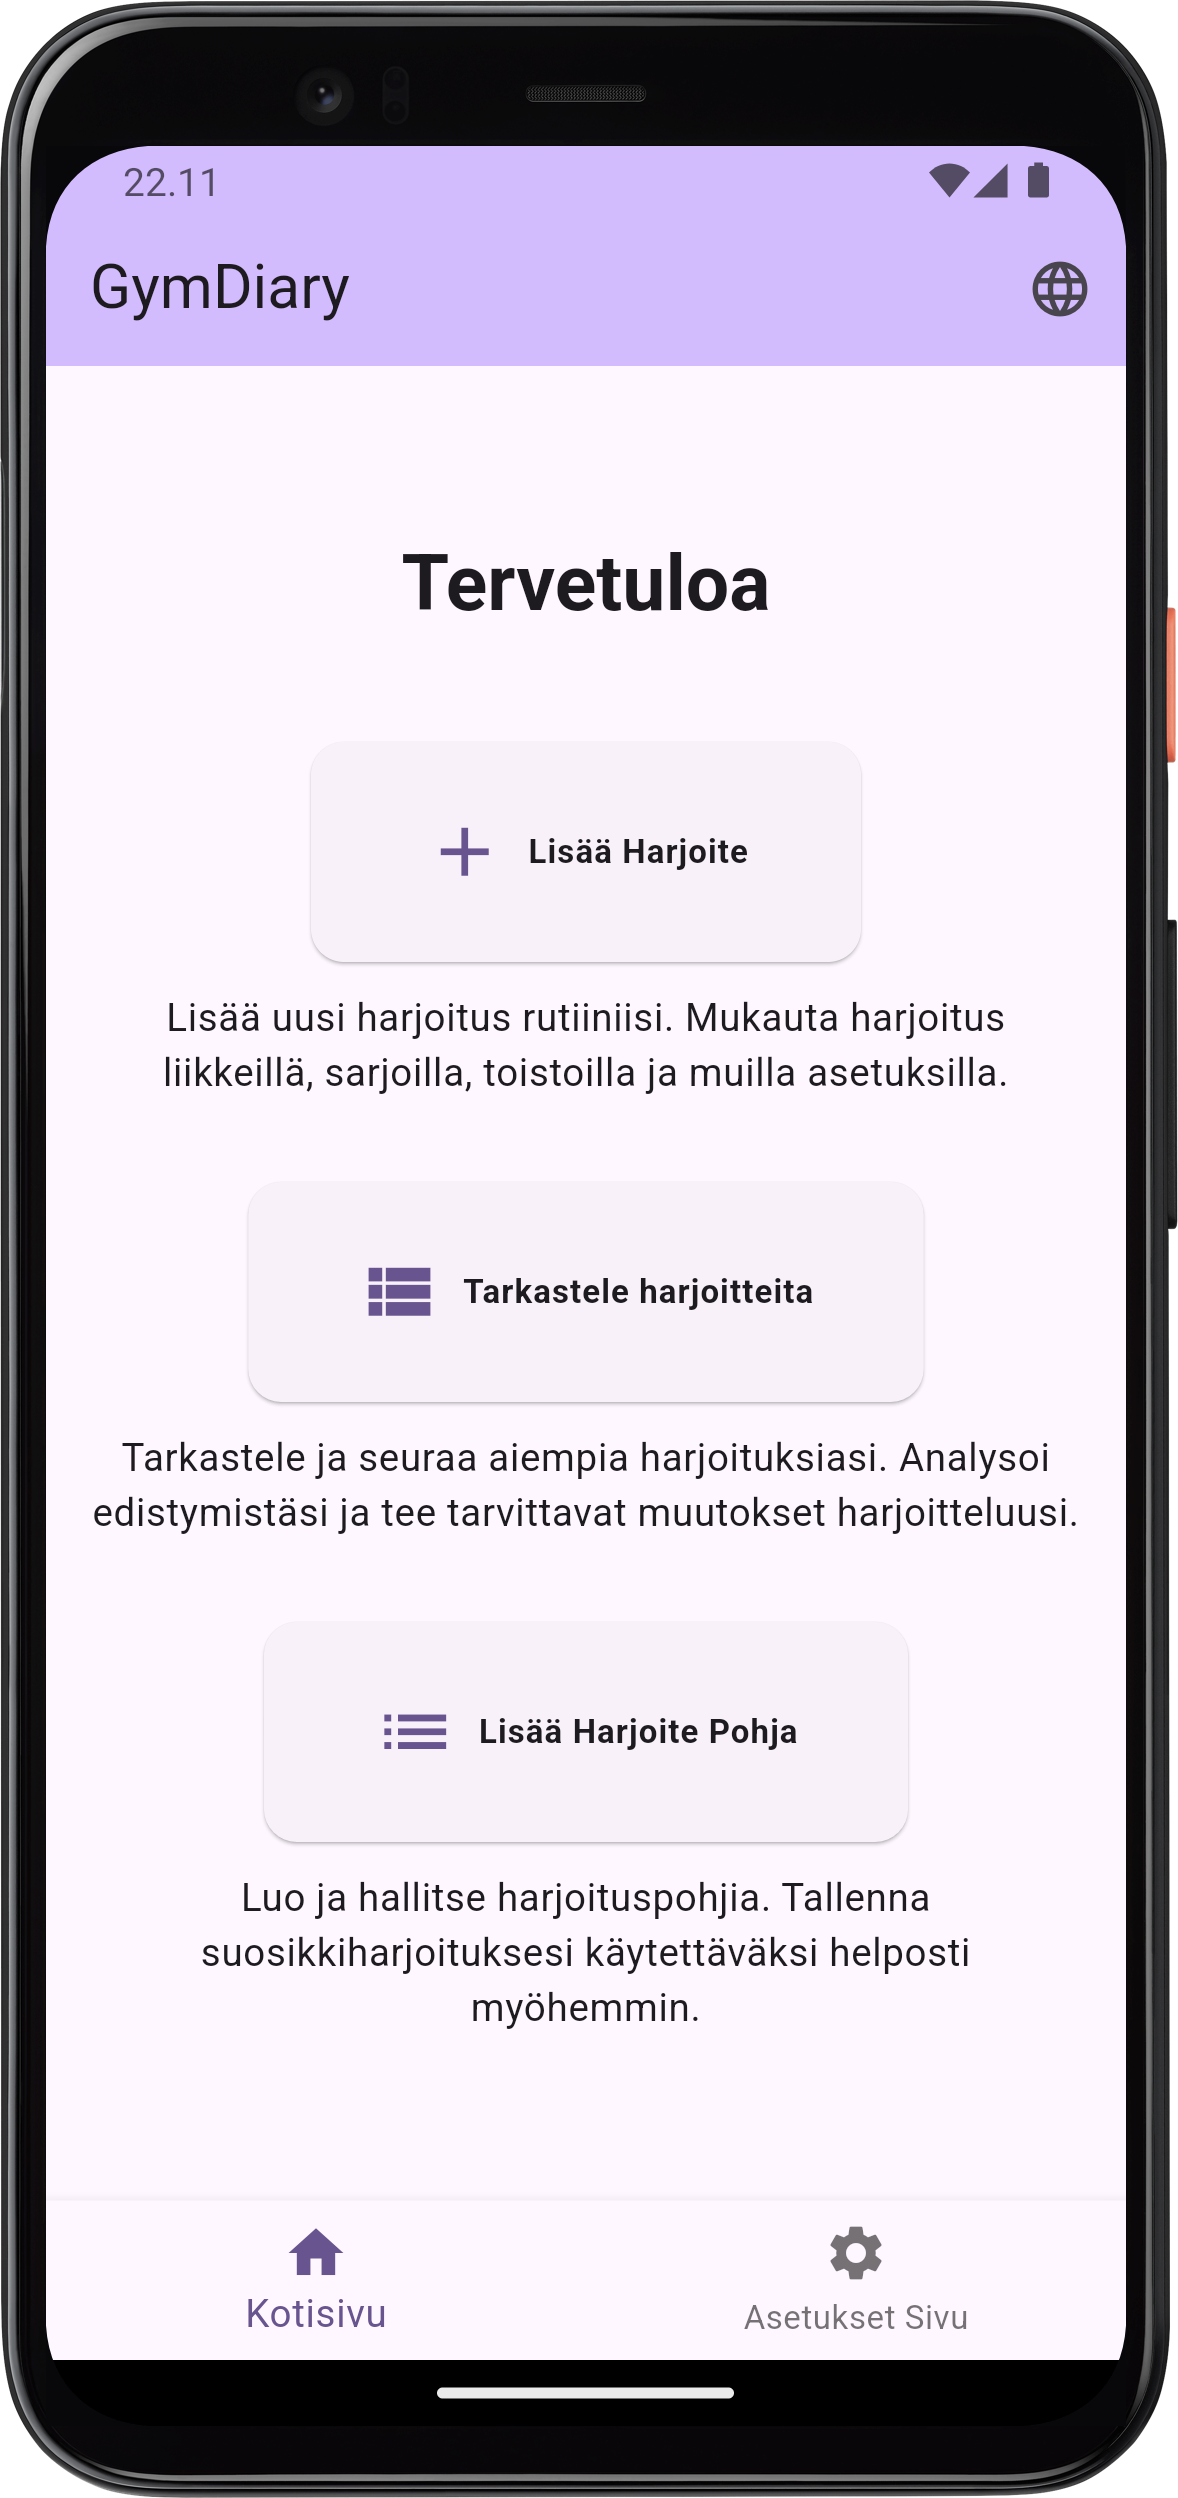 22.11
GymDiary
Tervetuloa
Lisää Harjoite
Lisää uusi harjoitus rutiiniisi. Mukauta harjoitus
liikkeillä, sarjoilla, toistoilla ja muilla asetuksilla.
Tarkastele harjoitteita
Tarkastele ja seuraa aiempia harjoituksiasi. Analysoi
edistymistäsi ja tee tarvittavat muutokset harjoitteluusi.
Lisää Harjoite Pohja
Luo ja hallitse harjoituspohjia. Tallenna
suosikkiharjoituksesi käytettäväksi helposti
myöhemmin.
Kotisivu
Asetukset Sivu